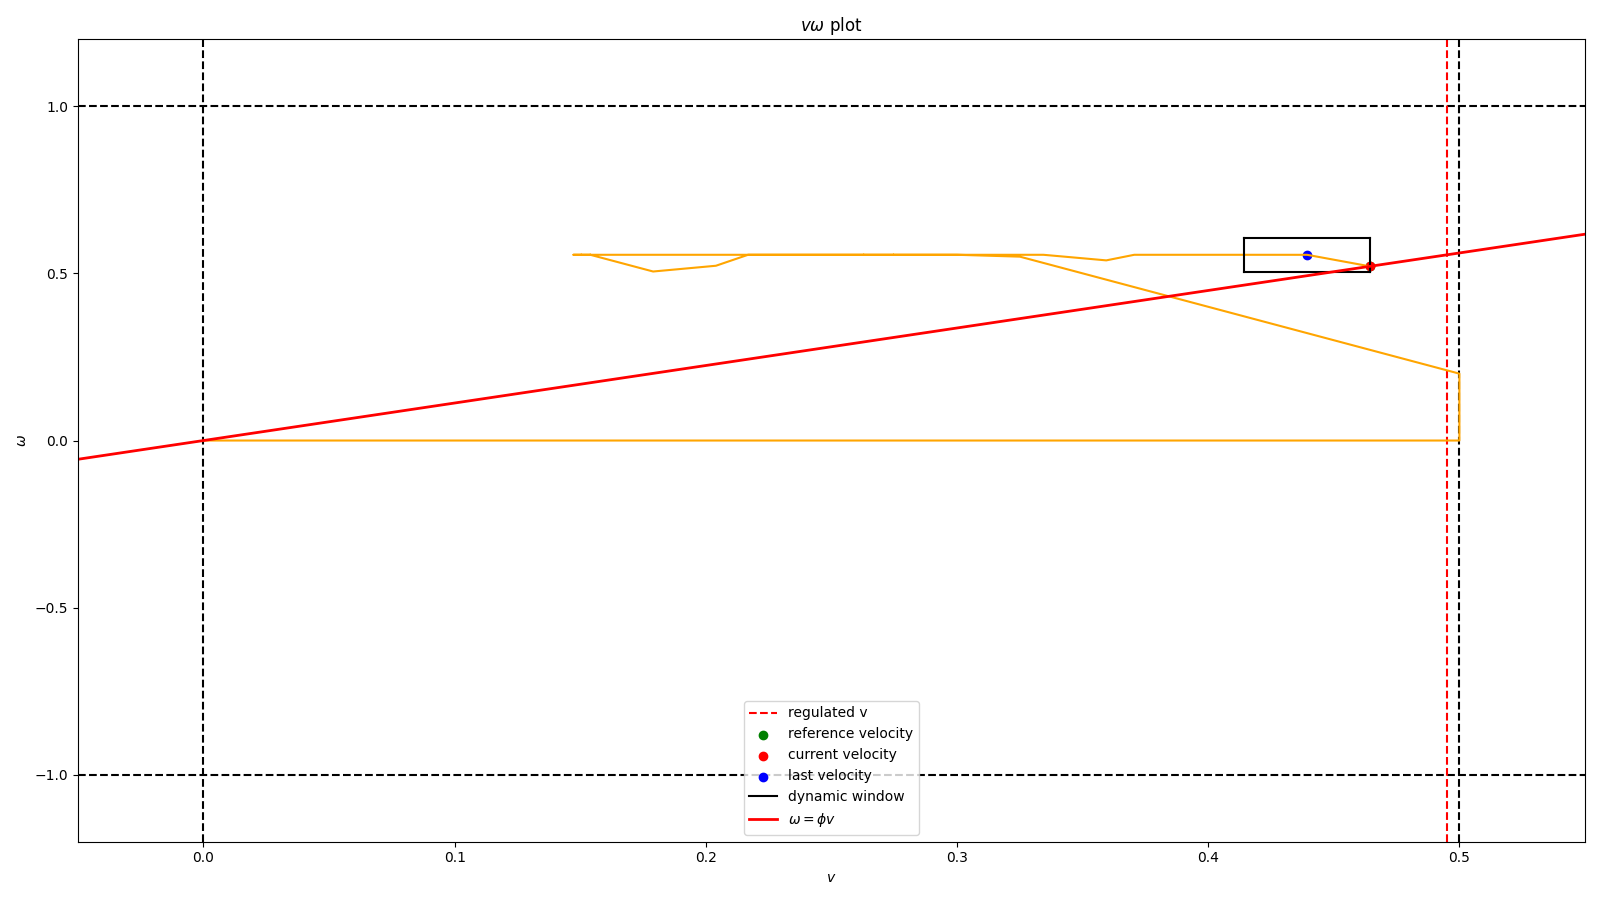 vω plot
1.0
0.5
0.0
−0.5
−1.0
ω
regulated v
reference velocity
current velocity
last velocity
dynamic window
ω = ϕv
0.0 0.1 0.2 0.3 0.4 0.5
v